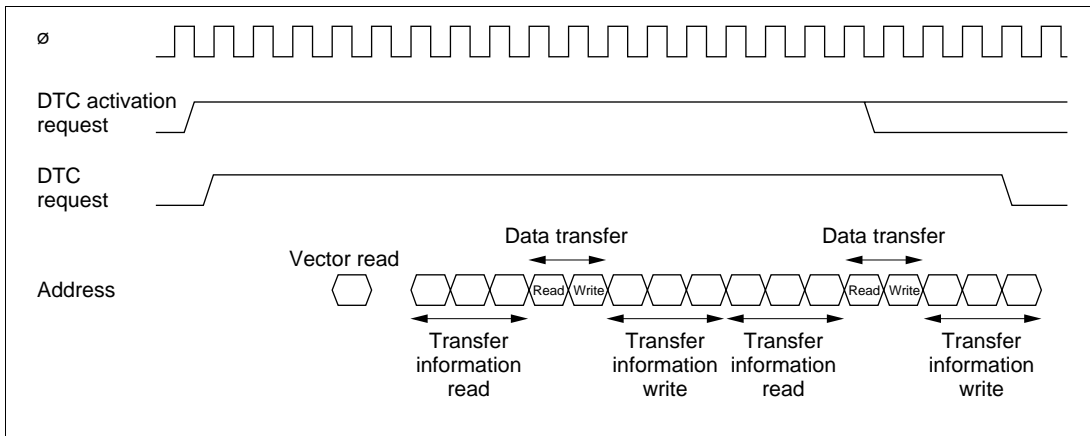 ø
DTC activation
request
DTC
request
Data transfer
Data transfer
Vector read
Address
Read
Write
Read
Write
Transfer
information
read
Transfer
information
write
Transfer
information
read
Transfer
information
write